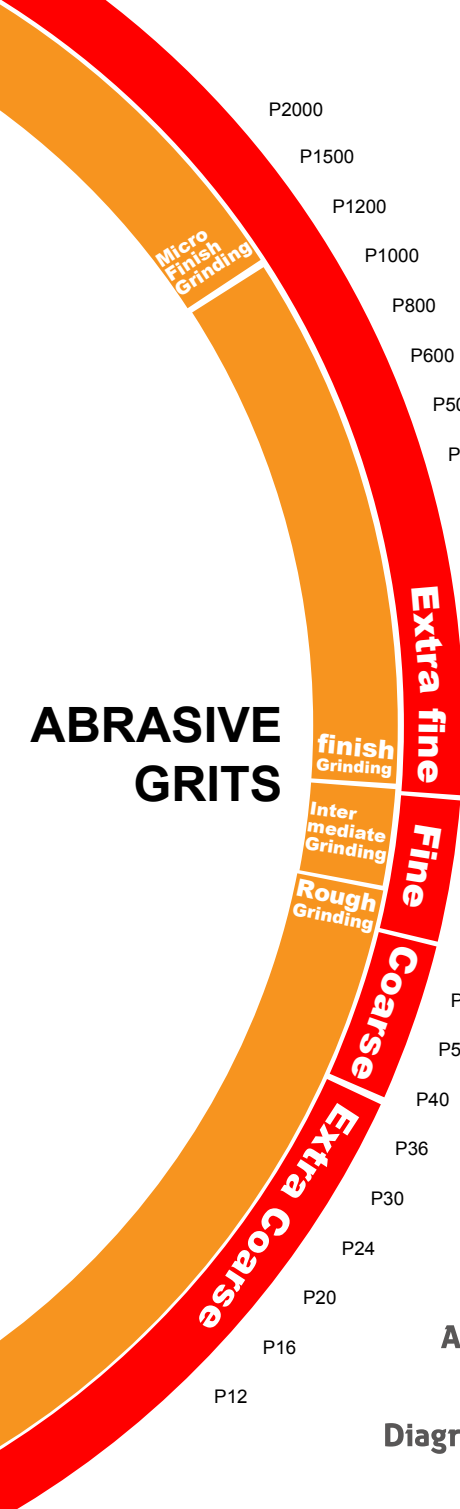 P2000
P1500
P1200
P1000
P800
P600
Micro
Finish
Grinding
Extra fine
ABRASIVE
GRITS
finish
Grinding
Inter
mediate
Grinding
Fine
Rough
Grinding
Coarse
P40
P36
P30
P24
P20
P16
P12
Extra Coarse